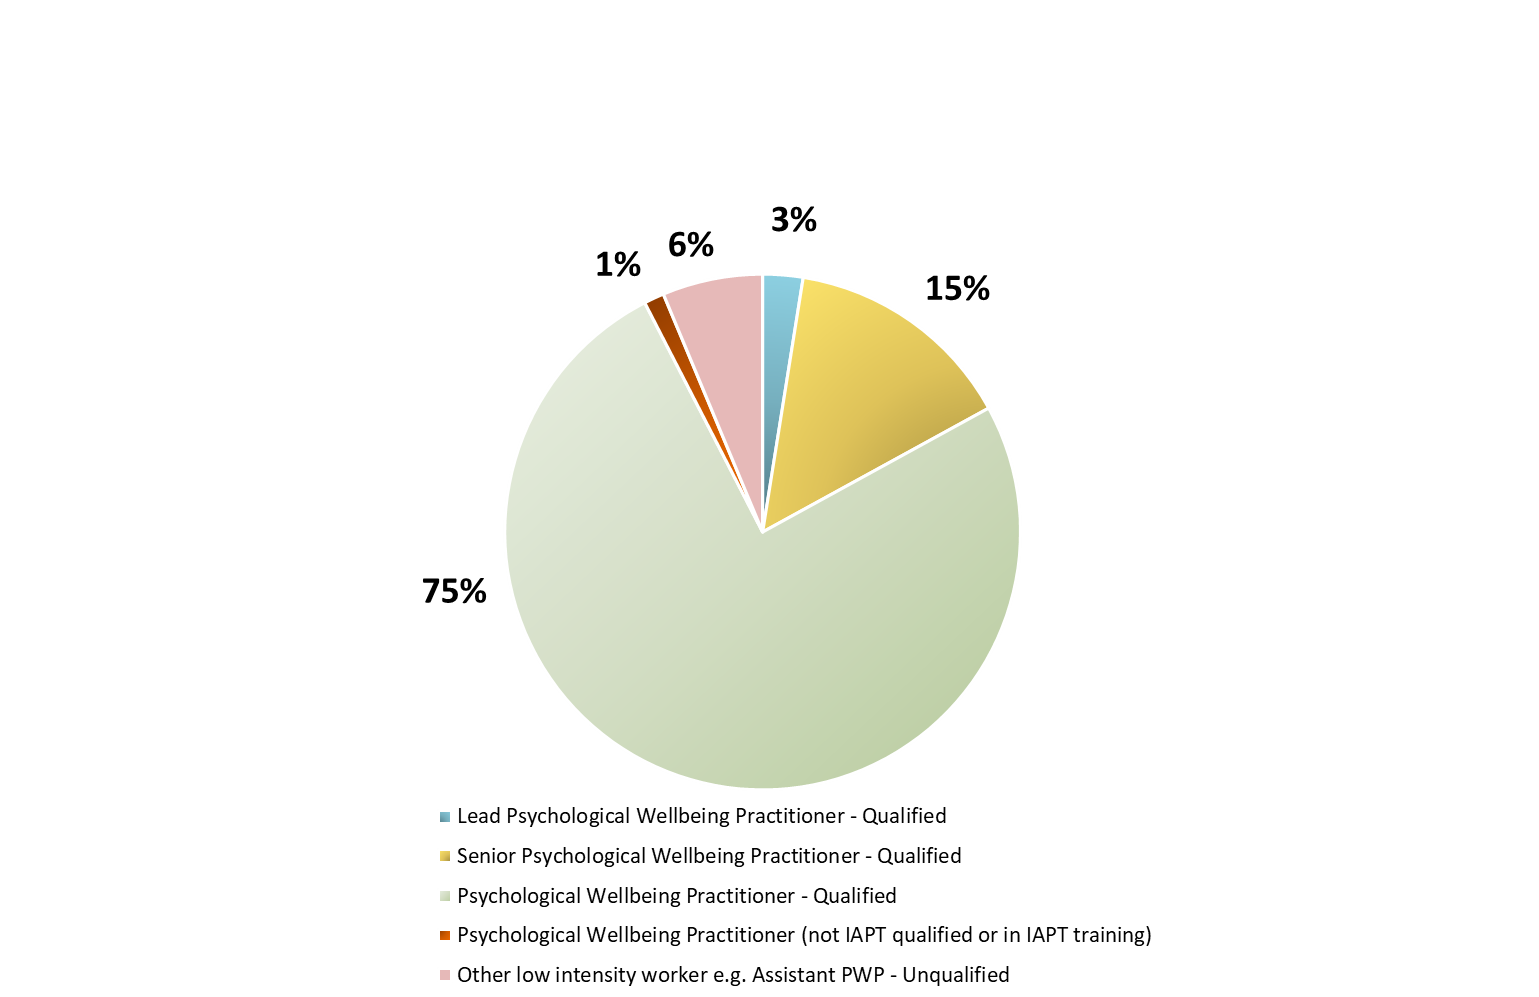 3%
6%
1%
15%
75%
Lead Psychological Wellbeing Practitioner - Qualified
Senior Psychological Wellbeing Practitioner - Qualified
Psychological Wellbeing Practitioner - Qualified
Psychological Wellbeing Practitioner (not IAPT qualified or in IAPT training)
Other low intensity worker e.g. Assistant PWP - Unqualified